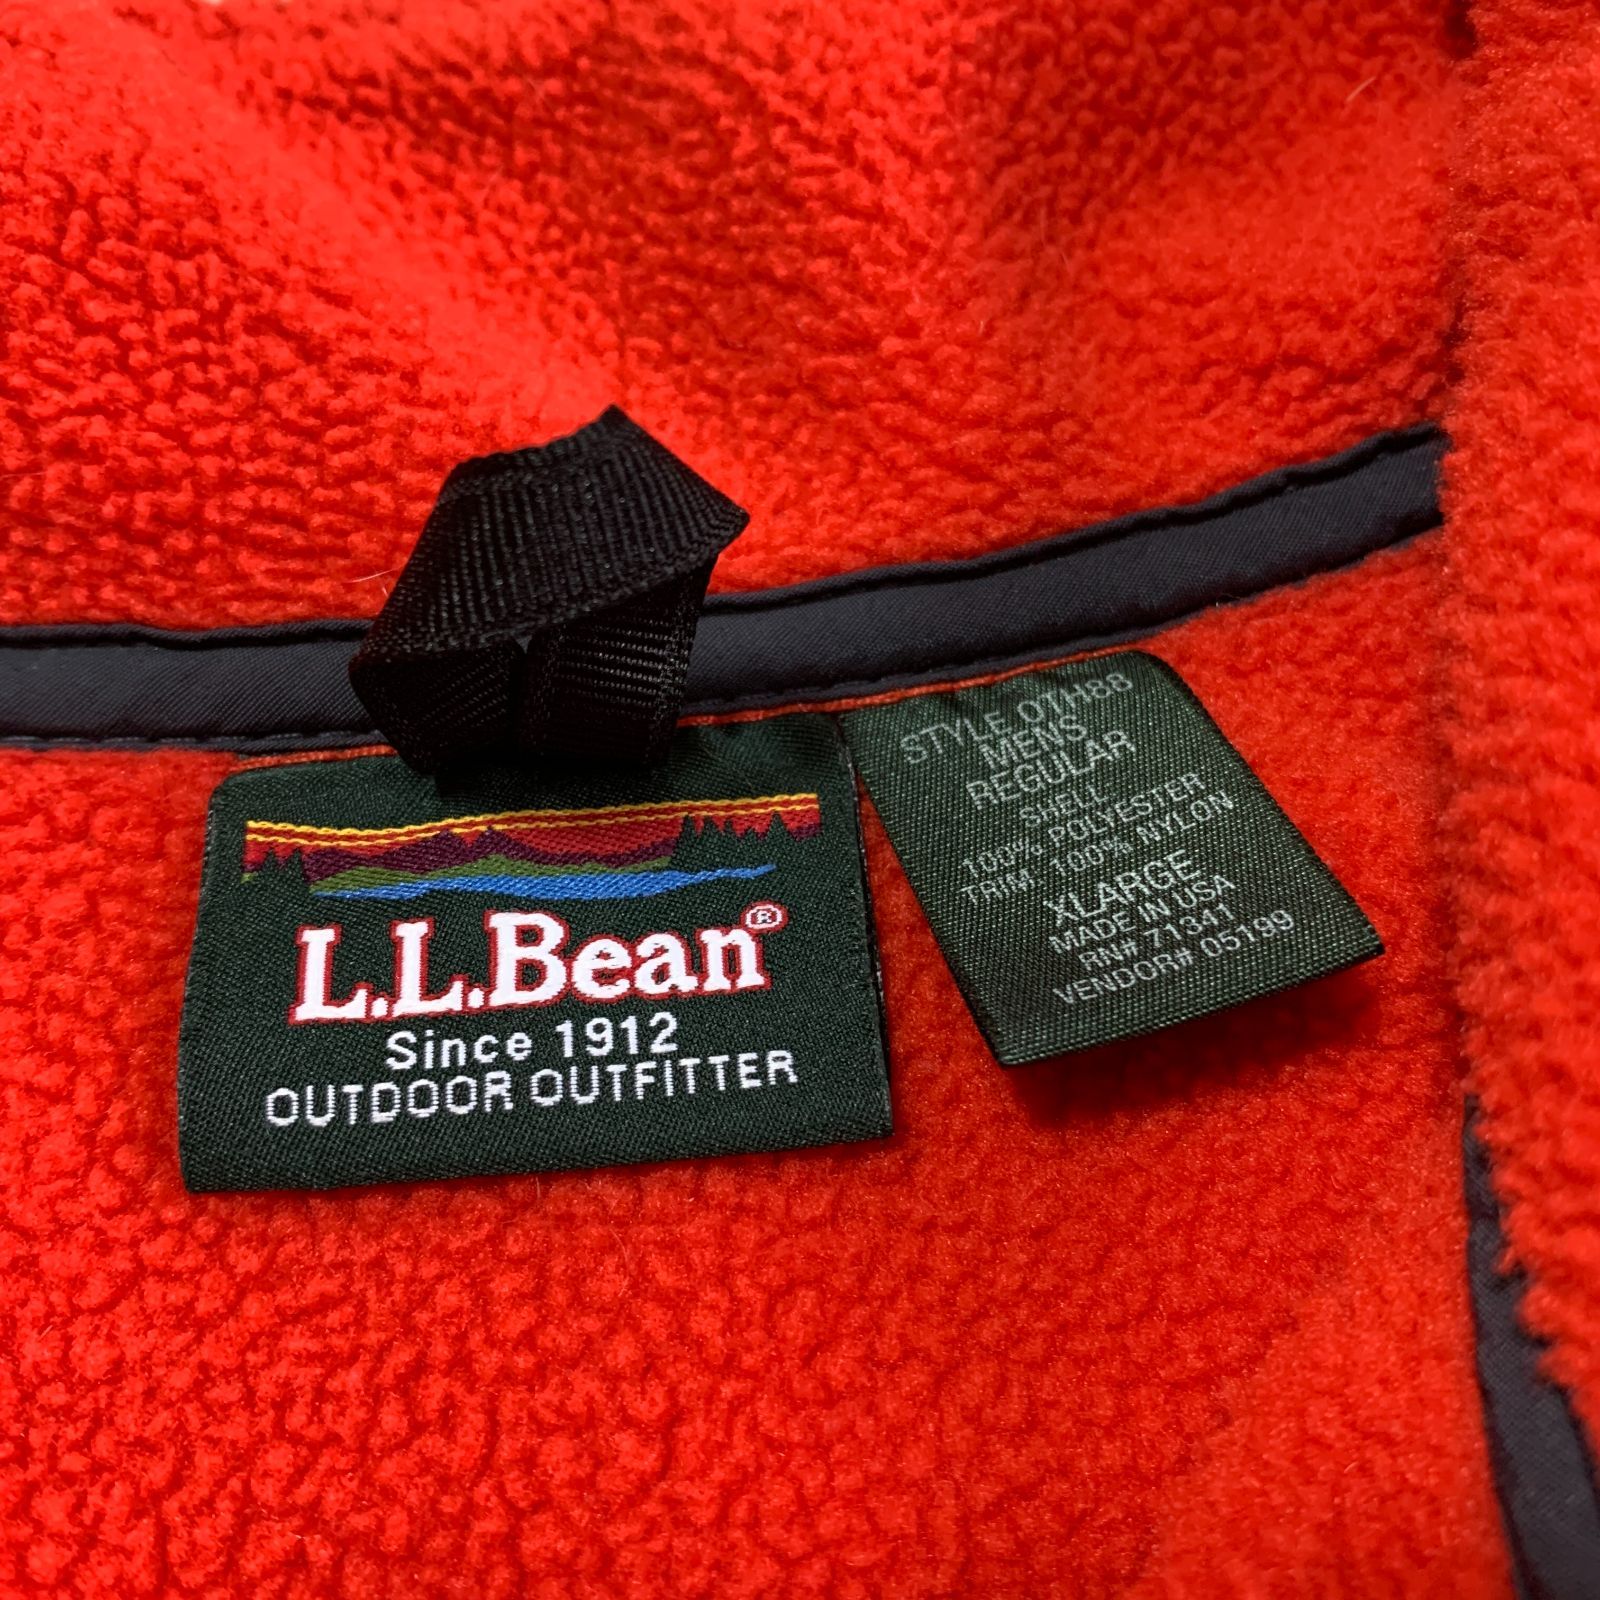 L.L.Bean®
Since 1912
OUTDOOR OUTFITTER
STYLE OTH88
MENS
REGULAR
SHELL
100% POLYESTER
TRIM: 100% NYLON
XLARGE
MADE IN USA
RN# 71341
VENDOR# 05199